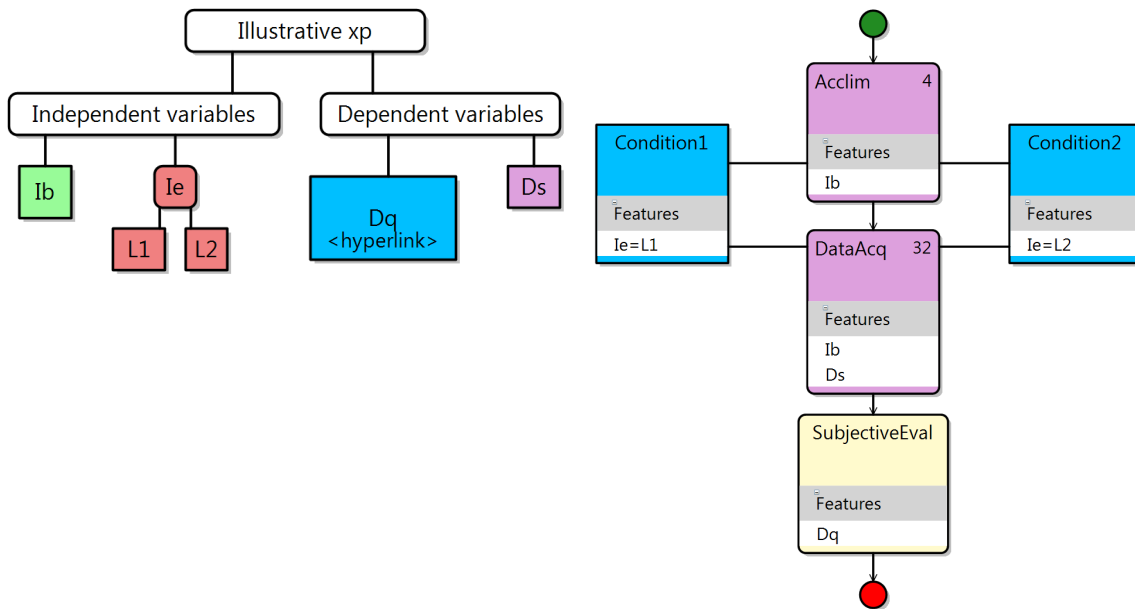 Illustrative xp
Independent variables
Dependent variables
Ib
Ie
Ds
L1
L2
Dq
<hyperlink>
Acclim 4
Features
Ib
Condition1
Features
Ie=L1
Condition2
Features
Ie=L2
DataAcq 32
Features
Ib
Ds
SubjectiveEval
Features
Dq